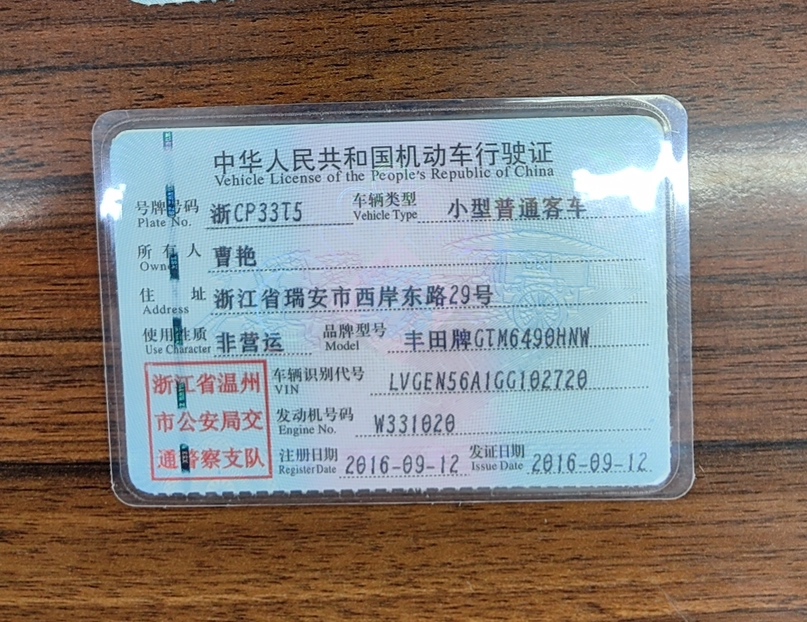 中华人民共和国机动车行驶证
Vehicle License of the People's Republic of China
号牌号码 浙CP33T5 车辆类型 小型普通客车
Plate No. Vehicle Type
所有人 曹艳
Owner
住址 浙江省瑞安市西岸东路29号
Address
使用性质 非营运 品牌型号 丰田牌GTM6490HNW
Use Character Model
浙江省温州
市公安局交
通警察支队
车辆识别代号 LVGEN56A1GG102720
VIN
发动机号码 W331020
Engine No.
注册日期 2016-09-12 发证日期 2016-09-12
Register Date Issue Date